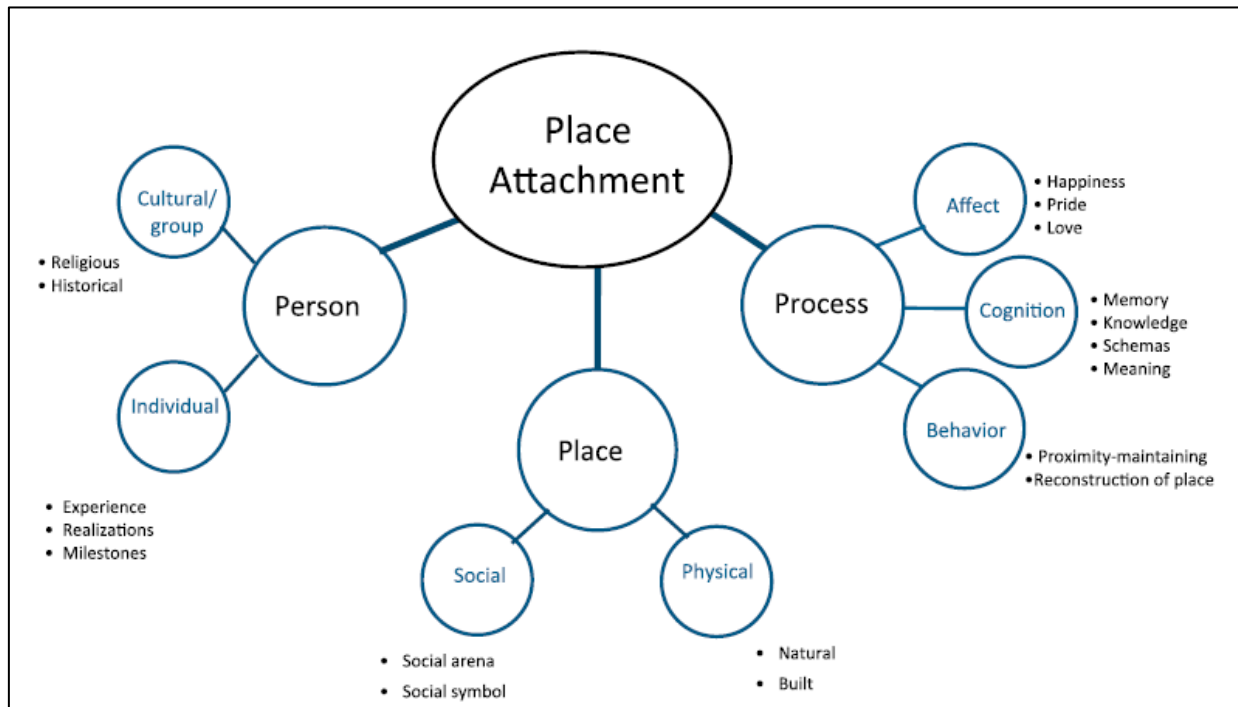 Place
Attachment
Cultural/
group
• Religious
• Historical
Person
Individual
• Experience
• Realizations
• Milestones
Place
Social
• Social arena
• Social symbol
Physical
• Natural
• Built
Process
Affect
• Happiness
• Pride
• Love
Cognition
• Memory
• Knowledge
• Schemas
• Meaning
Behavior
• Proximity-maintaining
•Reconstruction of place